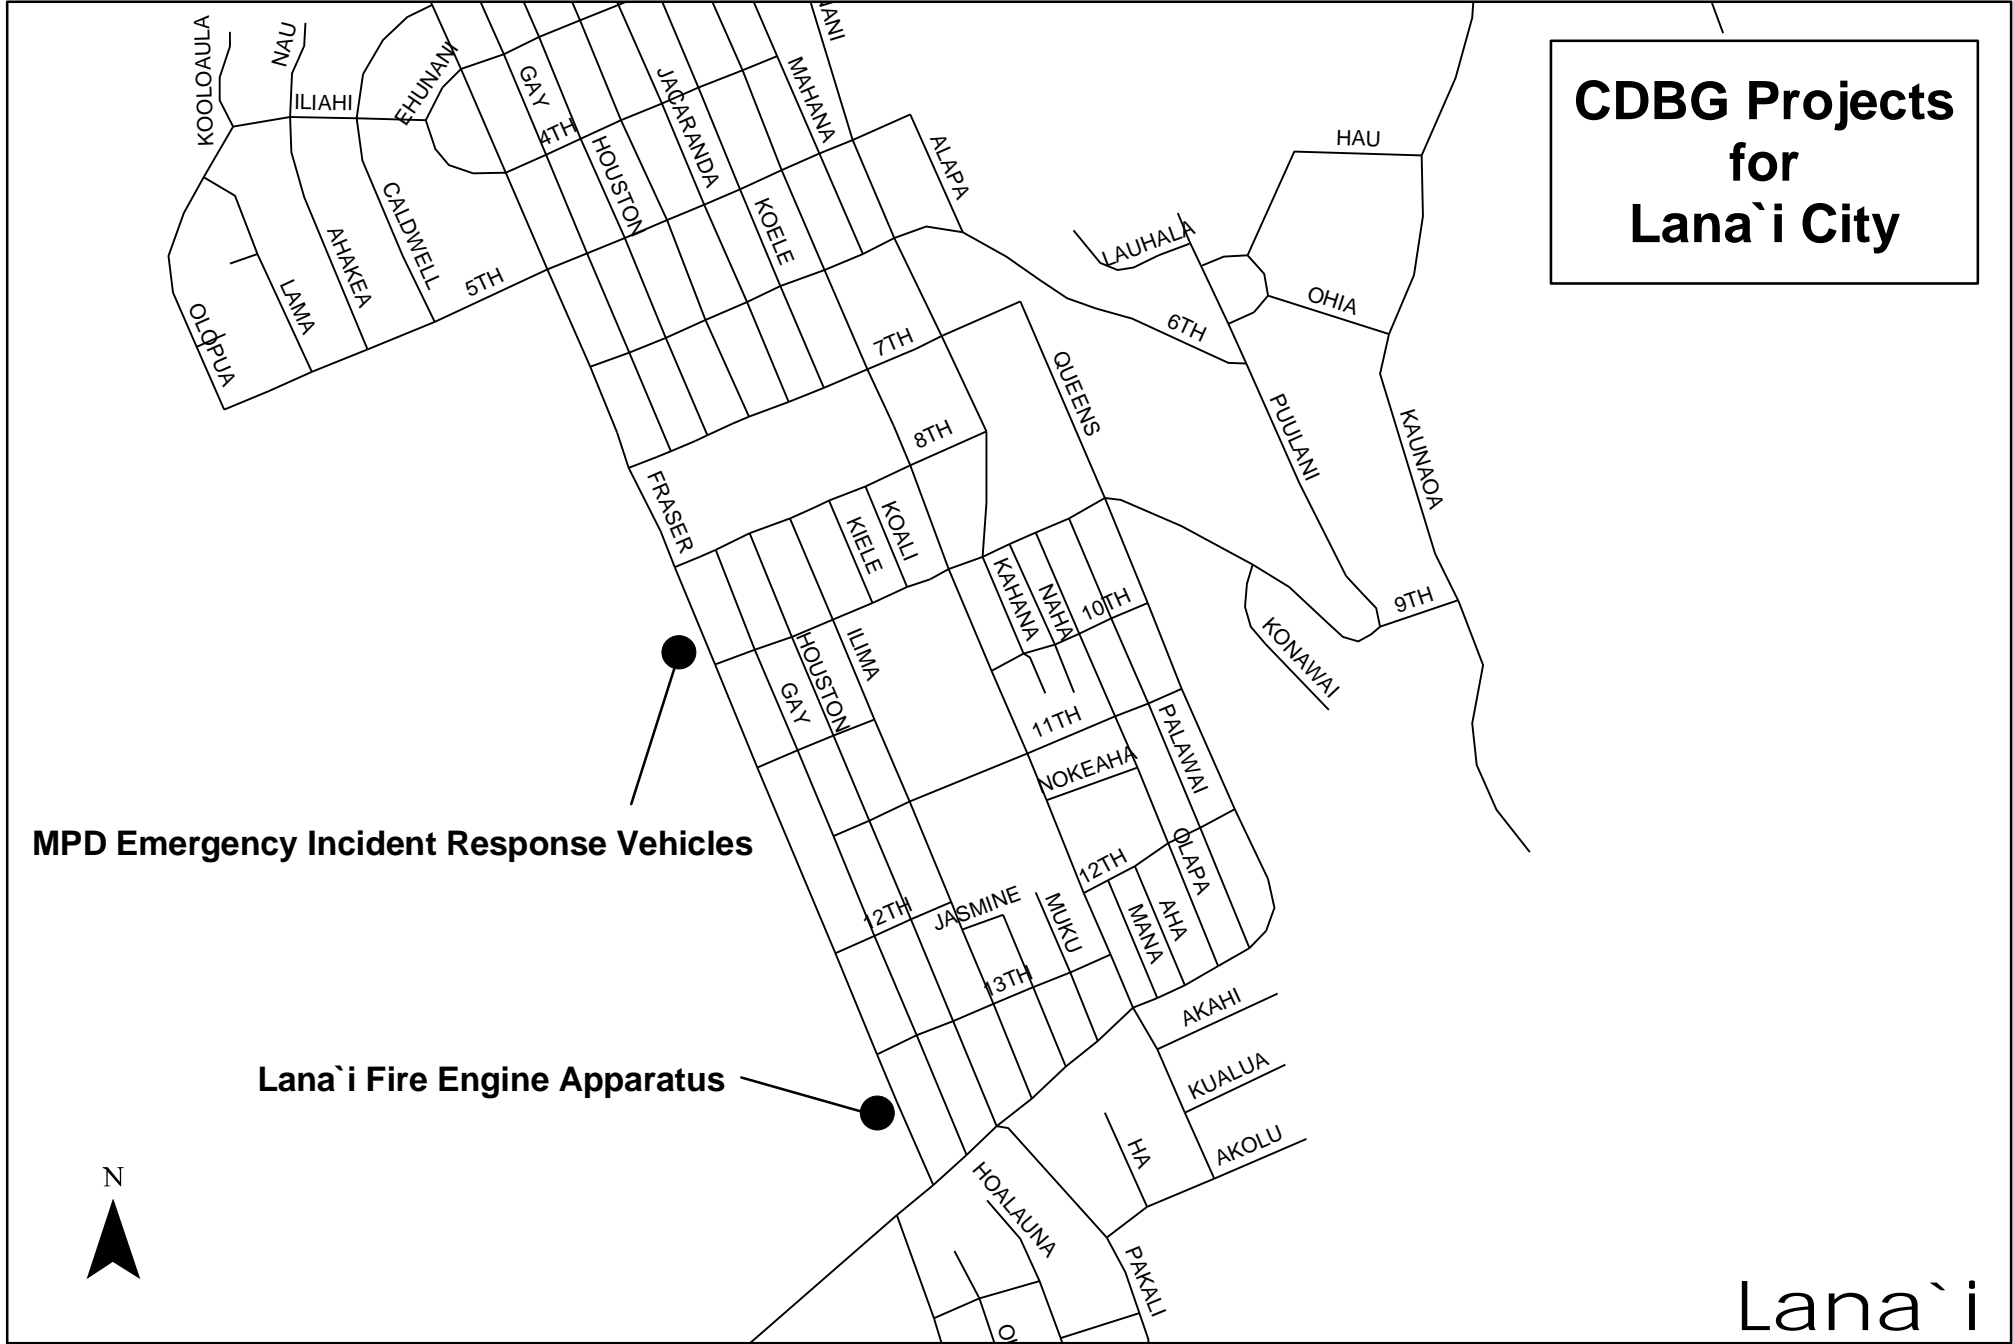 CDBG Projects
for
Lana`i City
KOOLOAULA
NAU
ILIAHI
EHUNANI
GAY
4TH
HOUSTON
JACARANDA
MAHANA
NANI
ALAPA
KOELE
CALDWELL
AHAKEA
LAMA
OLOPUA
5TH
HAU
LAUHALA
OHIA
6TH
7TH
QUEENS
8TH
PUULANI
KAUNAOA
FRASER
KIELE
KOALI
KAHANA
NAHA
10TH
9TH
KONAWAI
ILIMA
HOUSTON
GAY
11TH
PALAWAI
NOKEAHA
MPD Emergency Incident Response Vehicles
12TH
OLAPA
12TH
JASMINE
MUKU
MANA
AHA
13TH
AKAHI
KUALUA
Lana`i Fire Engine Apparatus
HA
AKOLU
HOALAUNA
PAKALI
N
Lana`i